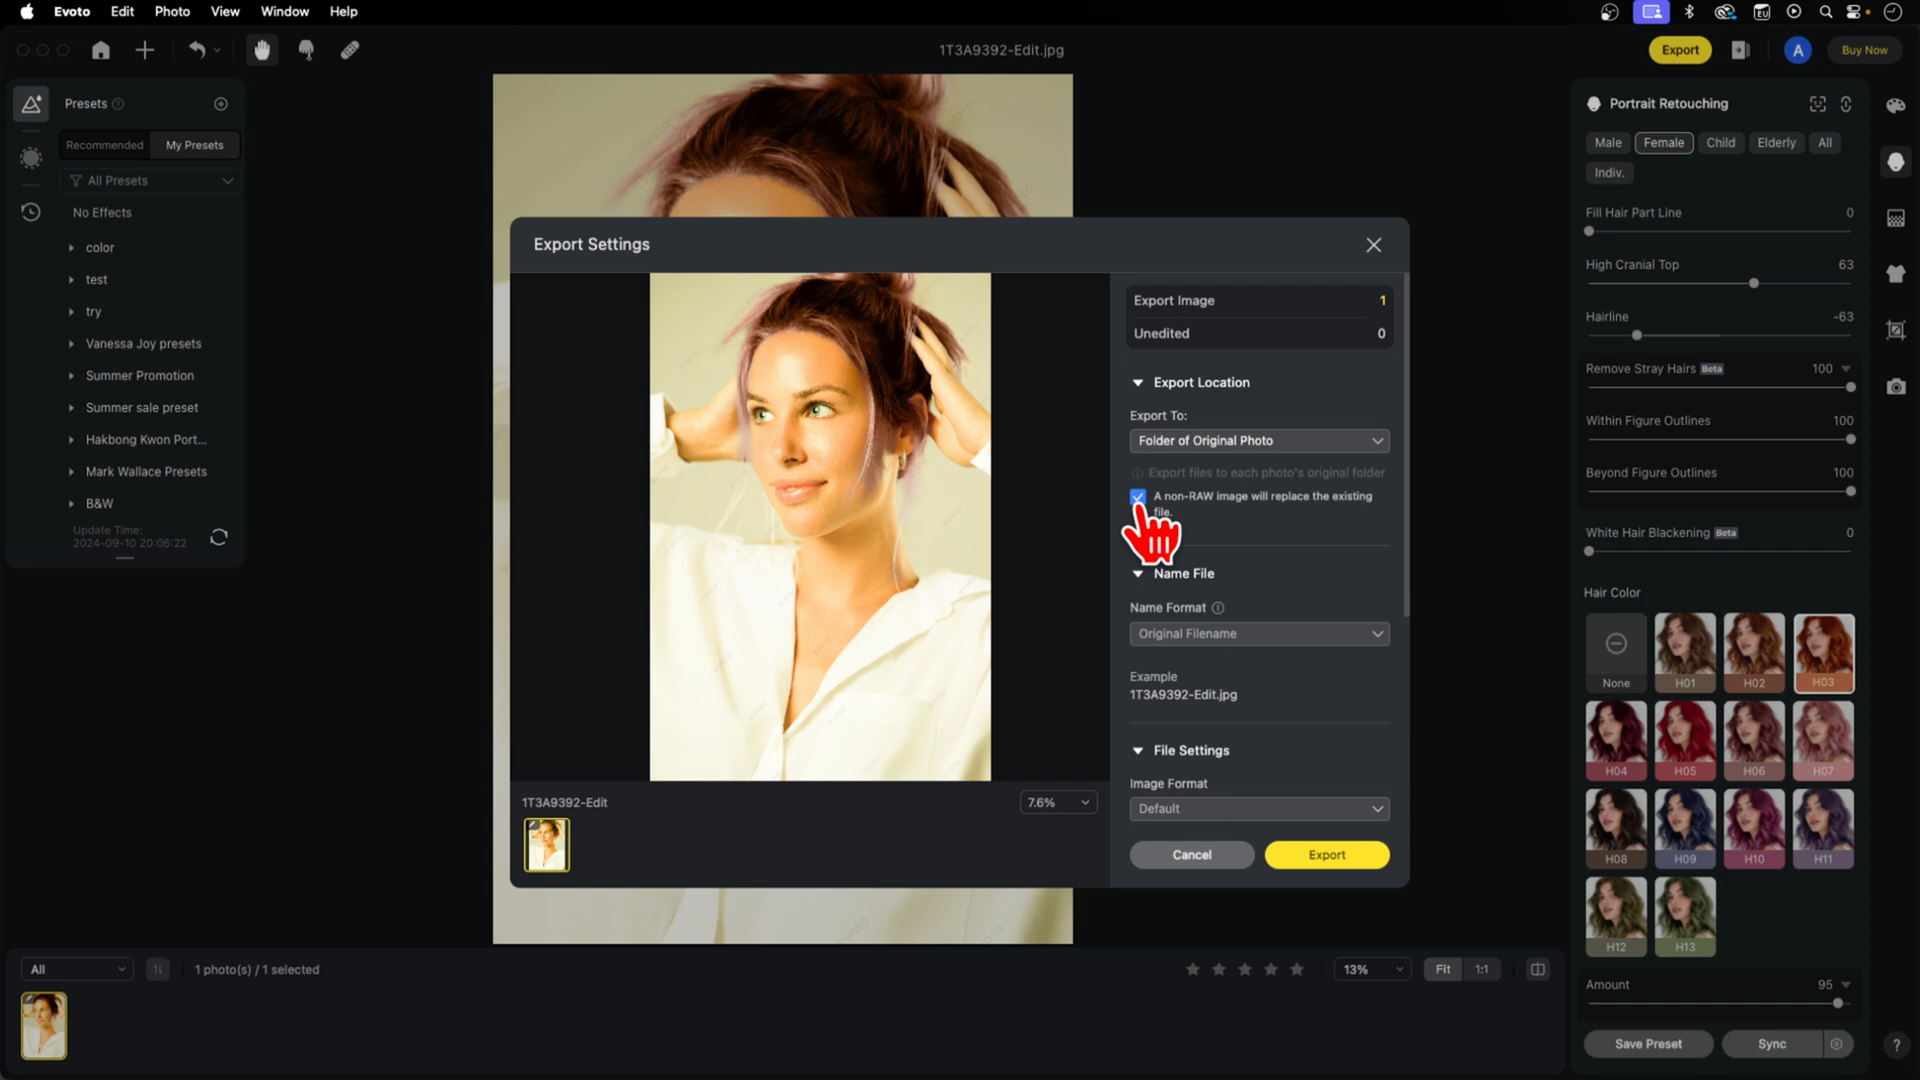 Evoto Edit Photo View Window Help
EU
1T3A9392-Edit.jpg
Export
A
Buy Now
Presets
Recommended My Presets
All Presets
No Effects
color
test
try
Vanessa Joy presets
Summer Promotion
Summer sale preset
Hakbong Kwon Port...
Mark Wallace Presets
B&W
Update Time:
2024-09-10 20:06:22
Export Settings
1T3A9392-Edit
7.6%
Export Image 1
Unedited 0
Export Location
Export To:
Folder of Original Photo
Export files to each photo's original folder
A non-RAW image will replace the existing
file.
Name File
Name Format
Original Filename
Example
1T3A9392-Edit.jpg
File Settings
Image Format
Default
Cancel Export
Portrait Retouching
Male Female Child Elderly All
Indiv.
Fill Hair Part Line 0
High Cranial Top 63
Hairline -63
Remove Stray Hairs Beta 100
Within Figure Outlines 100
Beyond Figure Outlines 100
White Hair Blackening Beta 0
Hair Color
None H01 H02 H03
H04 H05 H06 H07
H08 H09 H10 H11
H12 H13
Amount 95
Save Preset Sync
?
All
1 photo(s) / 1 selected
13% Fit 1:1